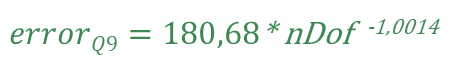 error_Q9 = 180,68 * nDof ^-1,0014